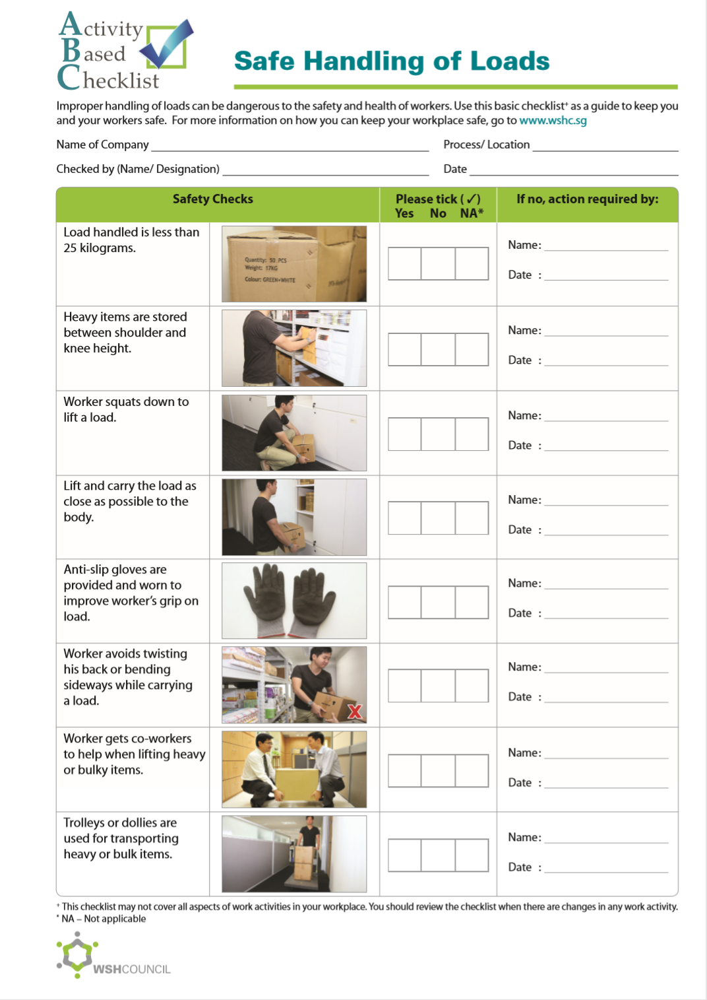 Activity
Based
Checklist
Safe Handling of Loads
Improper handling of loads can be dangerous to the safety and health of workers. Use this basic checklist⁺ as a guide to keep you
and your workers safe. For more information on how you can keep your workplace safe, go to www.wshc.sg
Name of Company
Process/ Location
Checked by (Name/ Designation)
Date
Safety Checks
Please tick (✓)
Yes No NA*
If no, action required by:
Load handled is less than
25 kilograms.
Quantity: 50 PCS
Weight: 17KG
Colour: GREEN+WHITE
Name:
Date :
Heavy items are stored
between shoulder and
knee height.
Name:
Date :
Worker squats down to
lift a load.
Name:
Date :
Lift and carry the load as
close as possible to the
body.
Name:
Date :
Anti-slip gloves are
provided and worn to
improve worker's grip on
load.
Name:
Date :
Worker avoids twisting
his back or bending
sideways while carrying
a load.
X
Name:
Date :
Worker gets co-workers
to help when lifting heavy
or bulky items.
Name:
Date :
Trolleys or dollies are
used for transporting
heavy or bulk items.
Name:
Date :
⁺ This checklist may not cover all aspects of work activities in your workplace. You should review the checklist when there are changes in any work activity.
* NA – Not applicable
WSHCOUNCIL